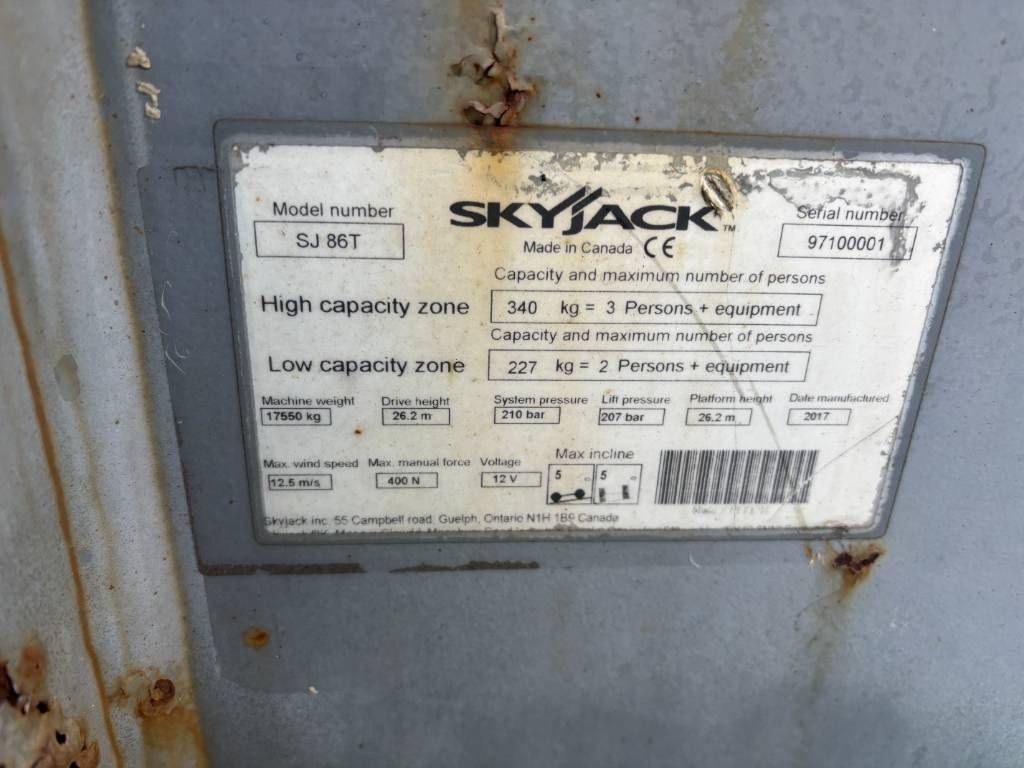 SKYJACK™
Model number
Serial number
SJ 86T
Made in Canada CE
97100001
Capacity and maximum number of persons
High capacity zone 340 kg = 3 Persons + equipment
Capacity and maximum number of persons
Low capacity zone 227 kg = 2 Persons + equipment
Machine weight Drive height System pressure Lift pressure Platform height Date manufactured
17550 kg 26.2 m 210 bar 207 bar 26.2 m 2017
Max. wind speed Max. manual force Voltage Max incline
12.5 m/s 400 N 12 V 5 ° 5 °
Skyjack inc. 55 Campbell road, Guelph, Ontario N1H 1B9 Canada